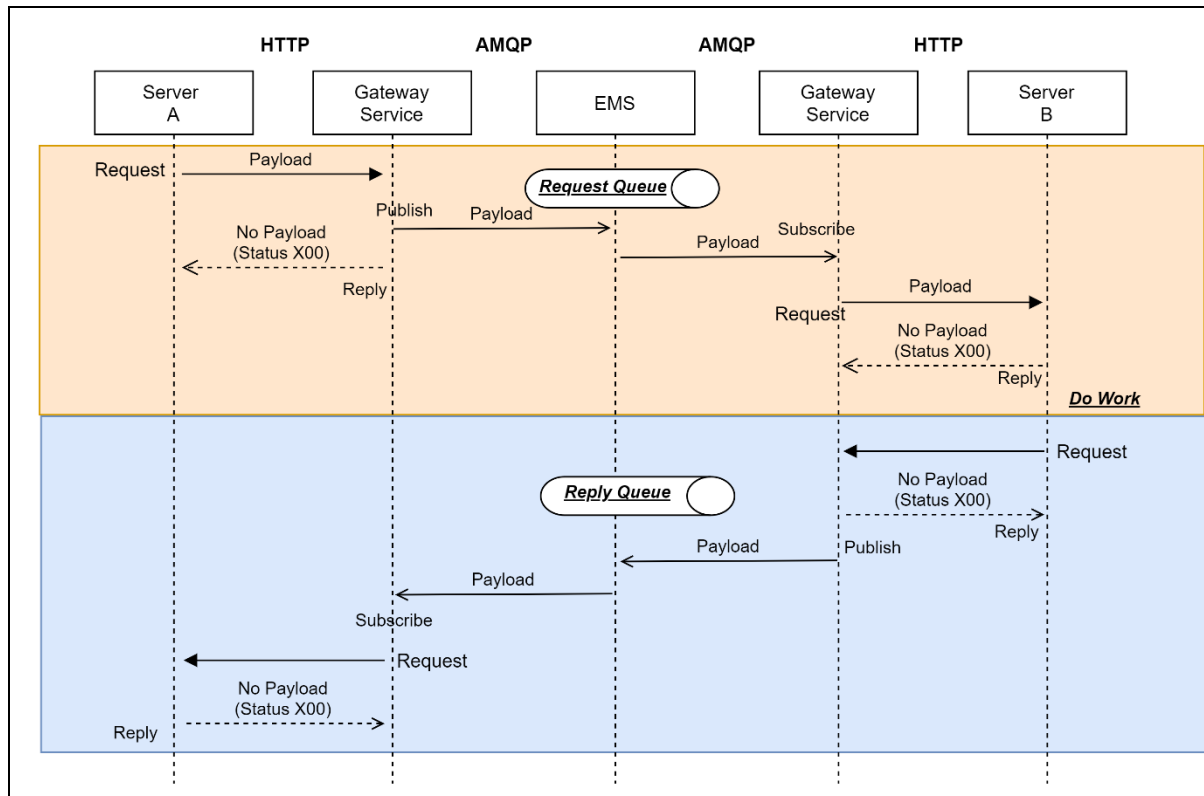 HTTP
AMQP
AMQP
HTTP
Server
A
Gateway
Service
EMS
Gateway
Service
Server
B
Request
Payload
Request Queue
Publish
Payload
No Payload
(Status X00)
Subscribe
Payload
Reply
Payload
Request
No Payload
(Status X00)
Reply
Do Work
Request
Reply Queue
No Payload
(Status X00)
Reply
Payload
Publish
Payload
Subscribe
Request
No Payload
(Status X00)
Reply